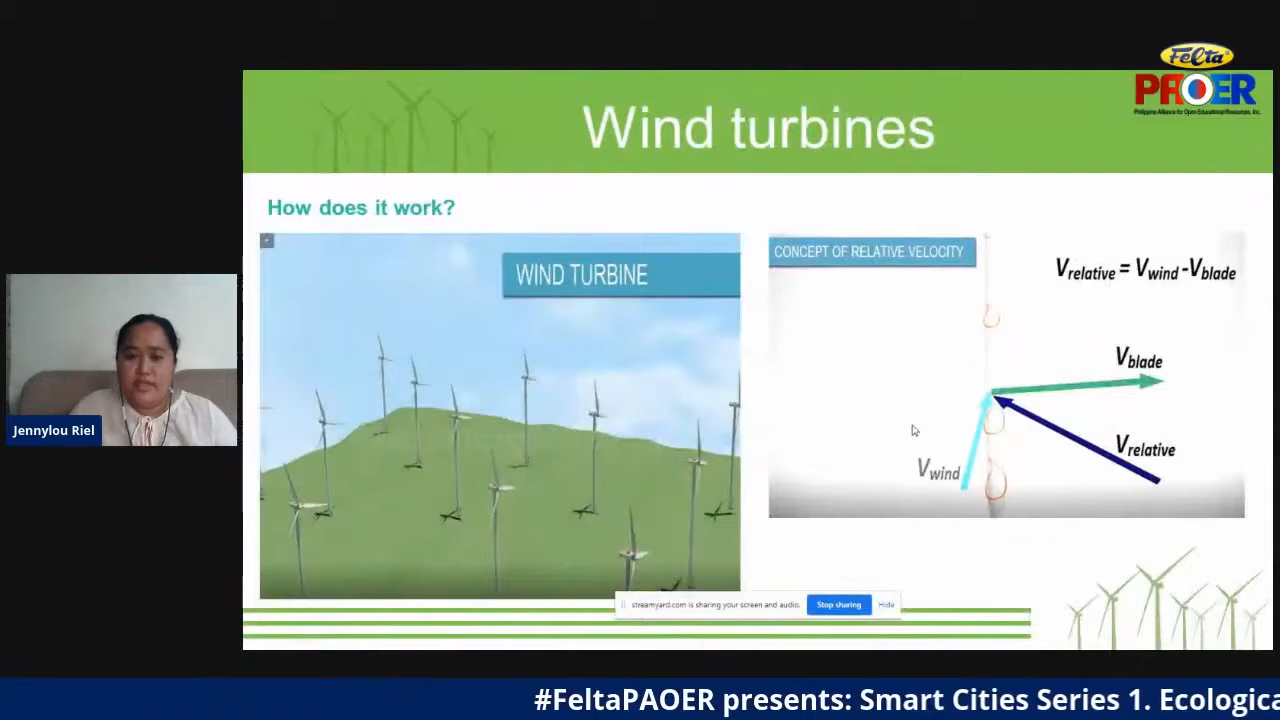 Felta
PAOER
Philippine Alliance for Open Educational Resources, Inc.
Wind turbines
How does it work?
WIND TURBINE
CONCEPT OF RELATIVE VELOCITY
Vrelative = Vwind -Vblade
Vblade
Vrelative
Vwind
Jennylou Riel
streamyard.com is sharing your screen and audio.
Stop sharing
Hide
#FeltaPAOER presents: Smart Cities Series 1. Ecologica